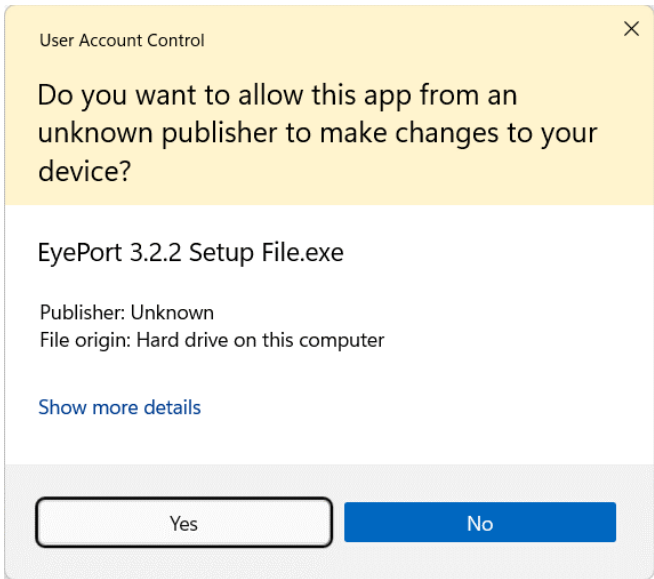 User Account Control
Do you want to allow this app from an
unknown publisher to make changes to your
device?
EyePort 3.2.2 Setup File.exe
Publisher: Unknown
File origin: Hard drive on this computer
Show more details
Yes
No